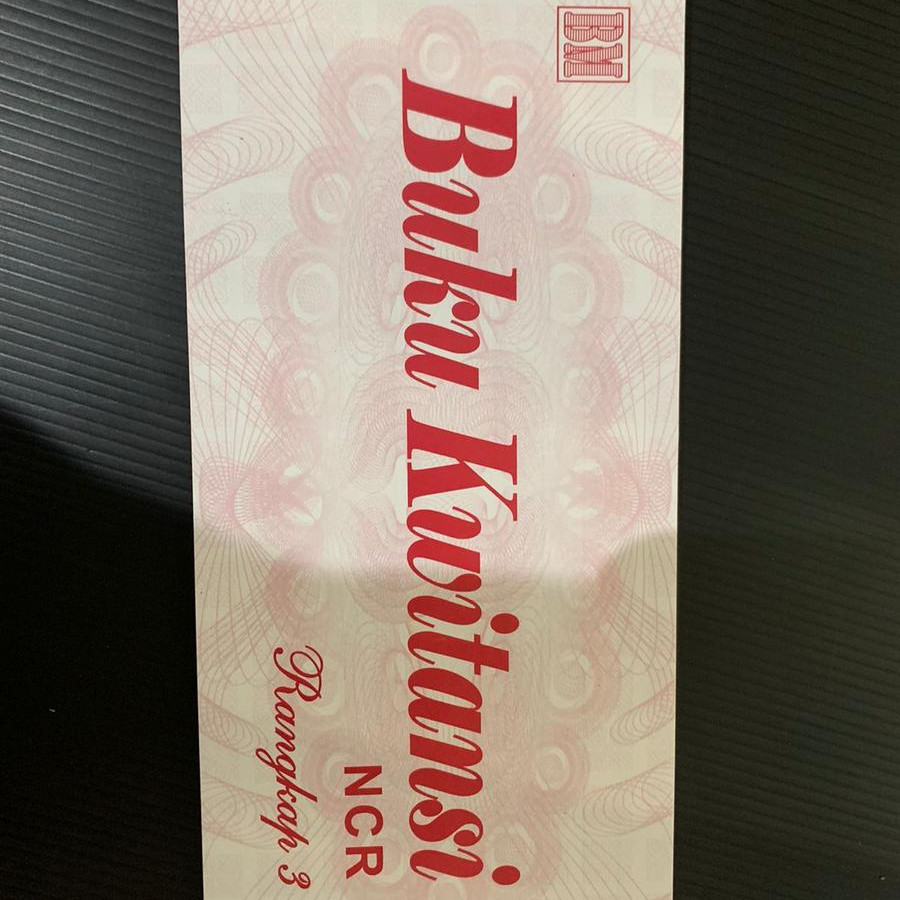 BM
Buku Kwitansi
NCR
Rangkap 3